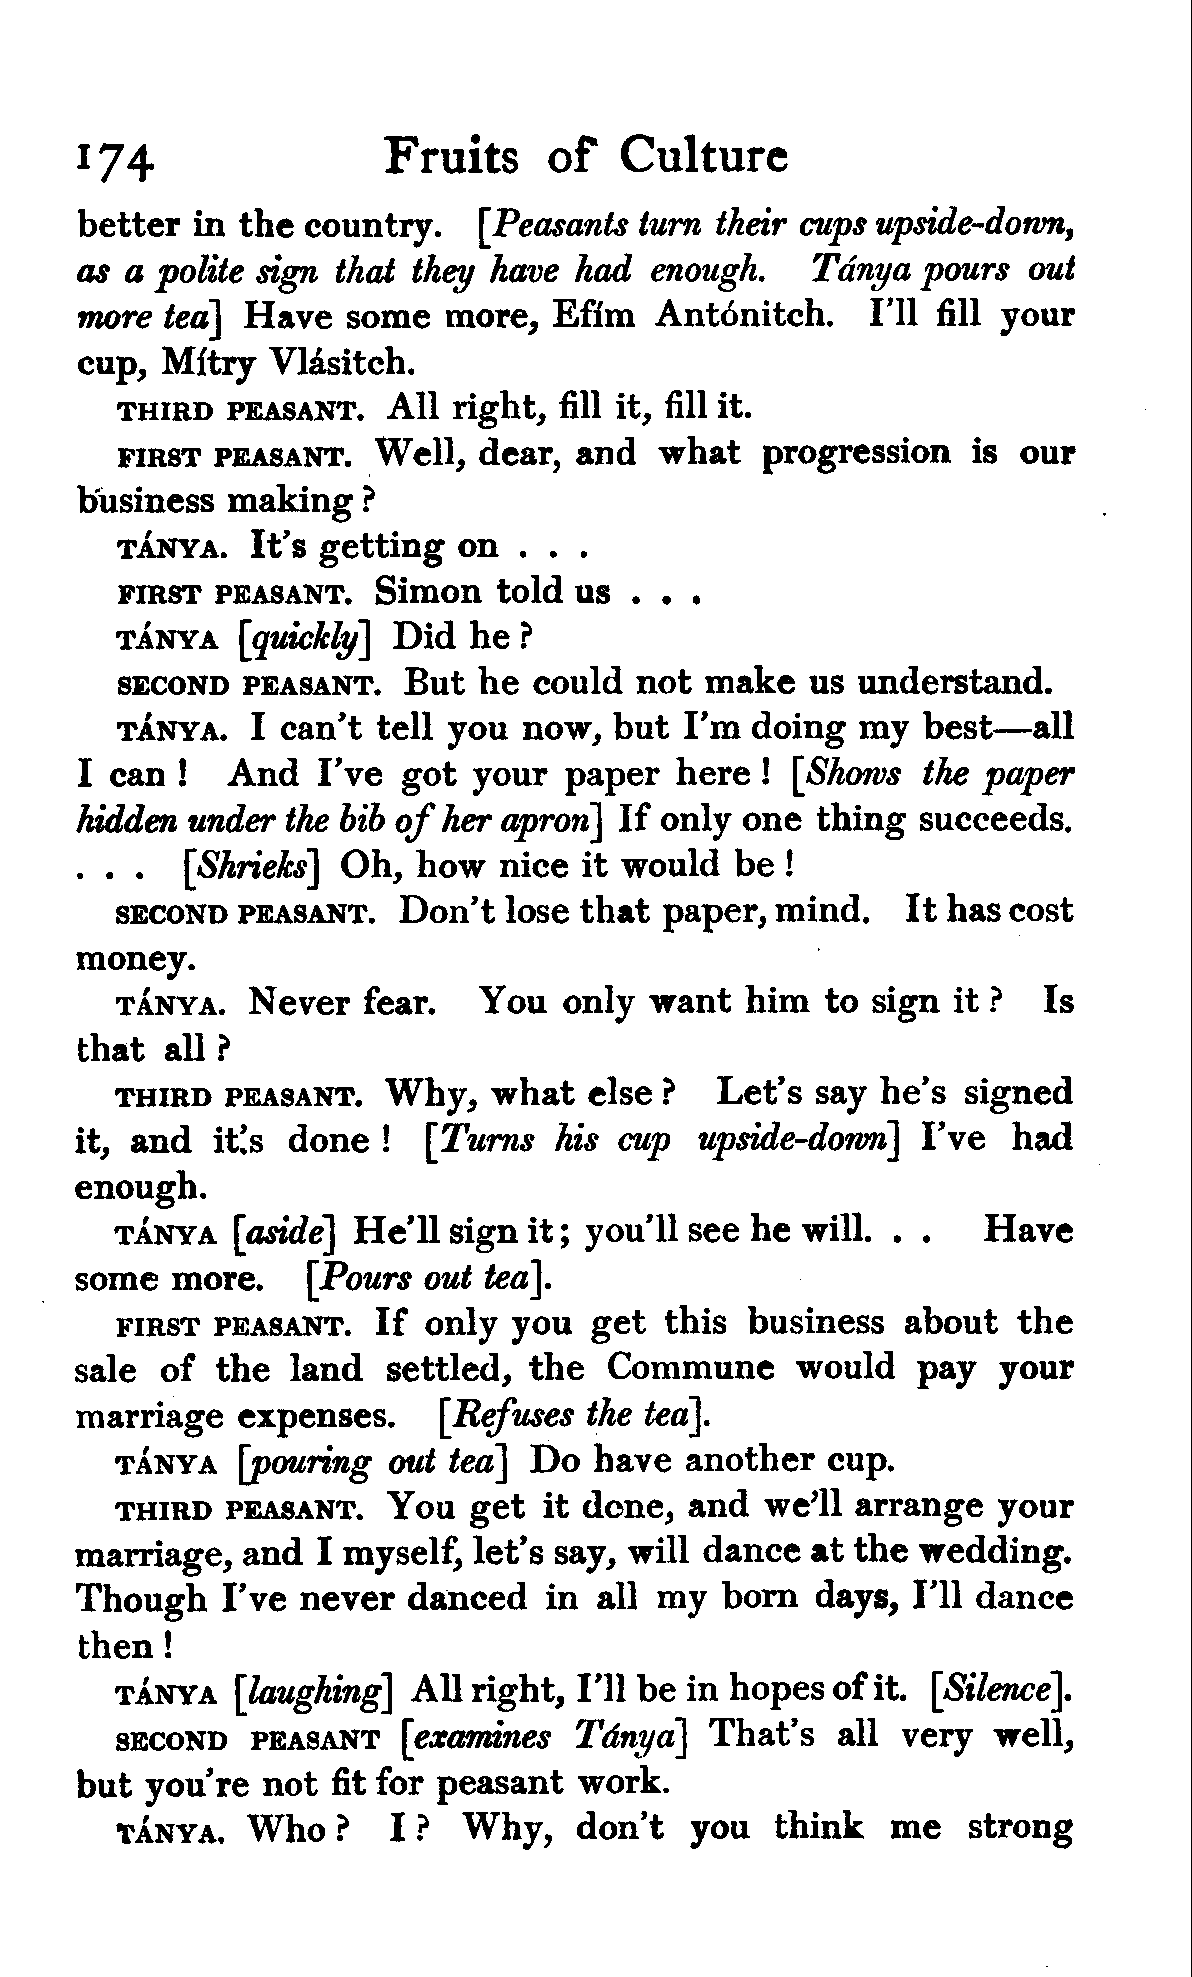 174 Fruits of Culture
better in the country. [Peasants turn their cups upside-down,
as a polite sign that they have had enough. Tánya pours out
more tea] Have some more, Efím Antónitch. I'll fill your
cup, Mítry Vlásitch.
THIRD PEASANT. All right, fill it, fill it.
FIRST PEASANT. Well, dear, and what progression is our
business making?
TÁNYA. It's getting on . . .
FIRST PEASANT. Simon told us . . .
TÁNYA [quickly] Did he?
SECOND PEASANT. But he could not make us understand.
TÁNYA. I can't tell you now, but I'm doing my best—all
I can! And I've got your paper here! [Shows the paper
hidden under the bib of her apron] If only one thing succeeds.
. . . [Shrieks] Oh, how nice it would be!
SECOND PEASANT. Don't lose that paper, mind. It has cost
money.
TÁNYA. Never fear. You only want him to sign it? Is
that all?
THIRD PEASANT. Why, what else? Let's say he's signed
it, and it's done! [Turns his cup upside-down] I've had
enough.
TÁNYA [aside] He'll sign it; you'll see he will. . . Have
some more. [Pours out tea].
FIRST PEASANT. If only you get this business about the
sale of the land settled, the Commune would pay your
marriage expenses. [Refuses the tea].
TÁNYA [pouring out tea] Do have another cup.
THIRD PEASANT. You get it done, and we'll arrange your
marriage, and I myself, let's say, will dance at the wedding.
Though I've never danced in all my born days, I'll dance
then!
TÁNYA [laughing] All right, I'll be in hopes of it. [Silence].
SECOND PEASANT [examines Tánya] That's all very well,
but you're not fit for peasant work.
TÁNYA. Who? I? Why, don't you think me strong